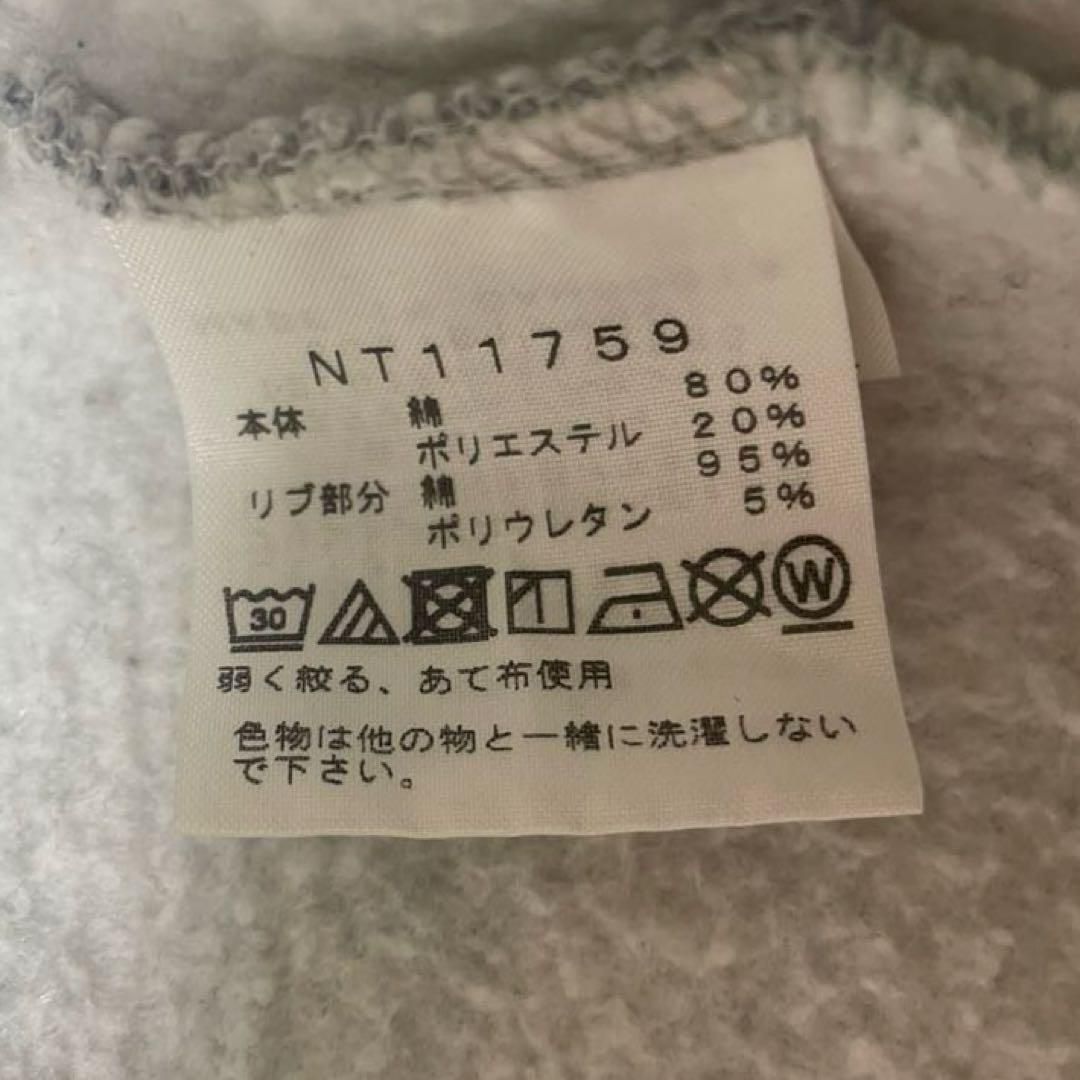 NT11759
本体 綿 80%
ポリエステル 20%
リブ部分 綿 95%
ポリウレタン 5%
30 W
弱く絞る、あて布使用
色物は他の物と一緒に洗濯しない
で下さい。